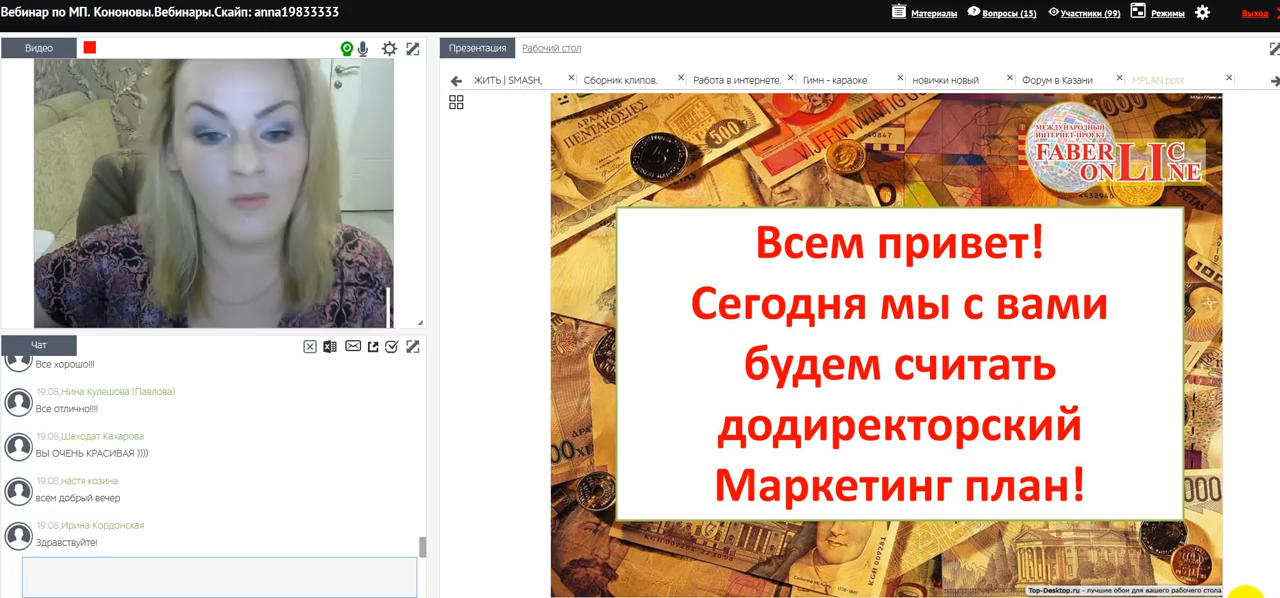 Вебинар по МП. Кононовы.Вебинары.Скайп: anna19833333
Материалы
Вопросы (15)
Участники (99)
Режимы
Выход
Видео
Презентация
Рабочий стол
ЖИТЬ | SMASH,
Сборник клипов.
Работа в интернете.
Гимн - караоке
новички новый
Форум в Казани
MPLAN.pptx
МЕЖДУНАРОДНЫЙ
ИНТЕРНЕТ-ПРОЕКТ
FABERLIC
ONLINE
Всем привет!
Сегодня мы с вами
будем считать
додиректорский
Маркетинг план!
Top-Desktop.ru - лучшие обои для вашего рабочего стола
Чат
Все хорошо!!!
19:08,Нина Кулешова (Павлова)
Все отлично!!!!
19:08,Шаходат Кахарова
ВЫ ОЧЕНЬ КРАСИВАЯ ))))
19:08,настя козина
всем добрый вечер
19:08,Ирина Кордонская
Здравствуйте!